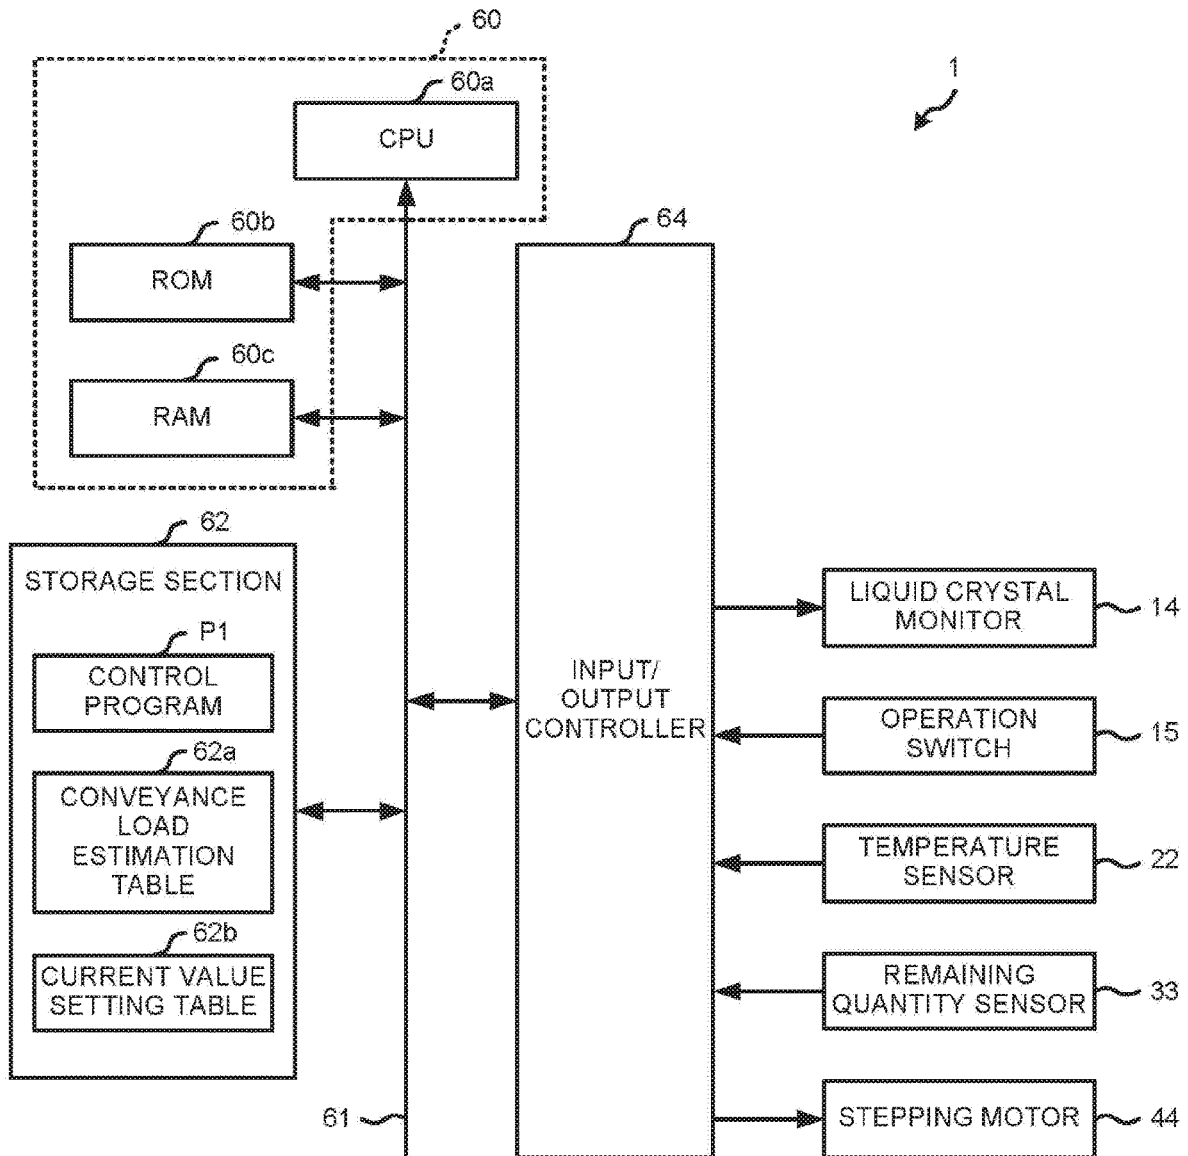 60
1
60a
CPU
60b
ROM
64
60c
RAM
62
STORAGE SECTION
P1
CONTROL
PROGRAM
62a
CONVEYANCE
LOAD
ESTIMATION
TABLE
62b
CURRENT VALUE
SETTING TABLE
61
INPUT/
OUTPUT
CONTROLLER
LIQUID CRYSTAL
MONITOR
14
OPERATION
SWITCH
15
TEMPERATURE
SENSOR
22
REMAINING
QUANTITY SENSOR
33
STEPPING MOTOR
44